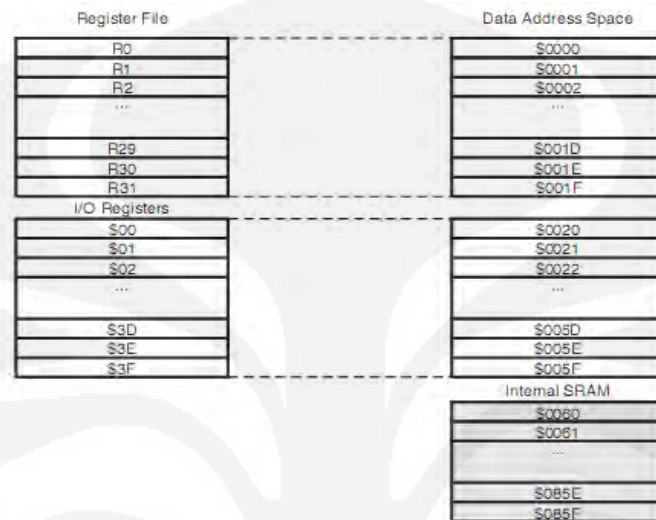 Register File
R0
R1
R2
...
R29
R30
R31
I/O Registers
$00
$01
$02
...
$3D
$3E
$3F
Data Address Space
$0000
$0001
$0002
...
$001D
$001E
$001F
$0020
$0021
$0022
...
$005D
$005E
$005F
Internal SRAM
$0060
$0061
...
$085E
$085F